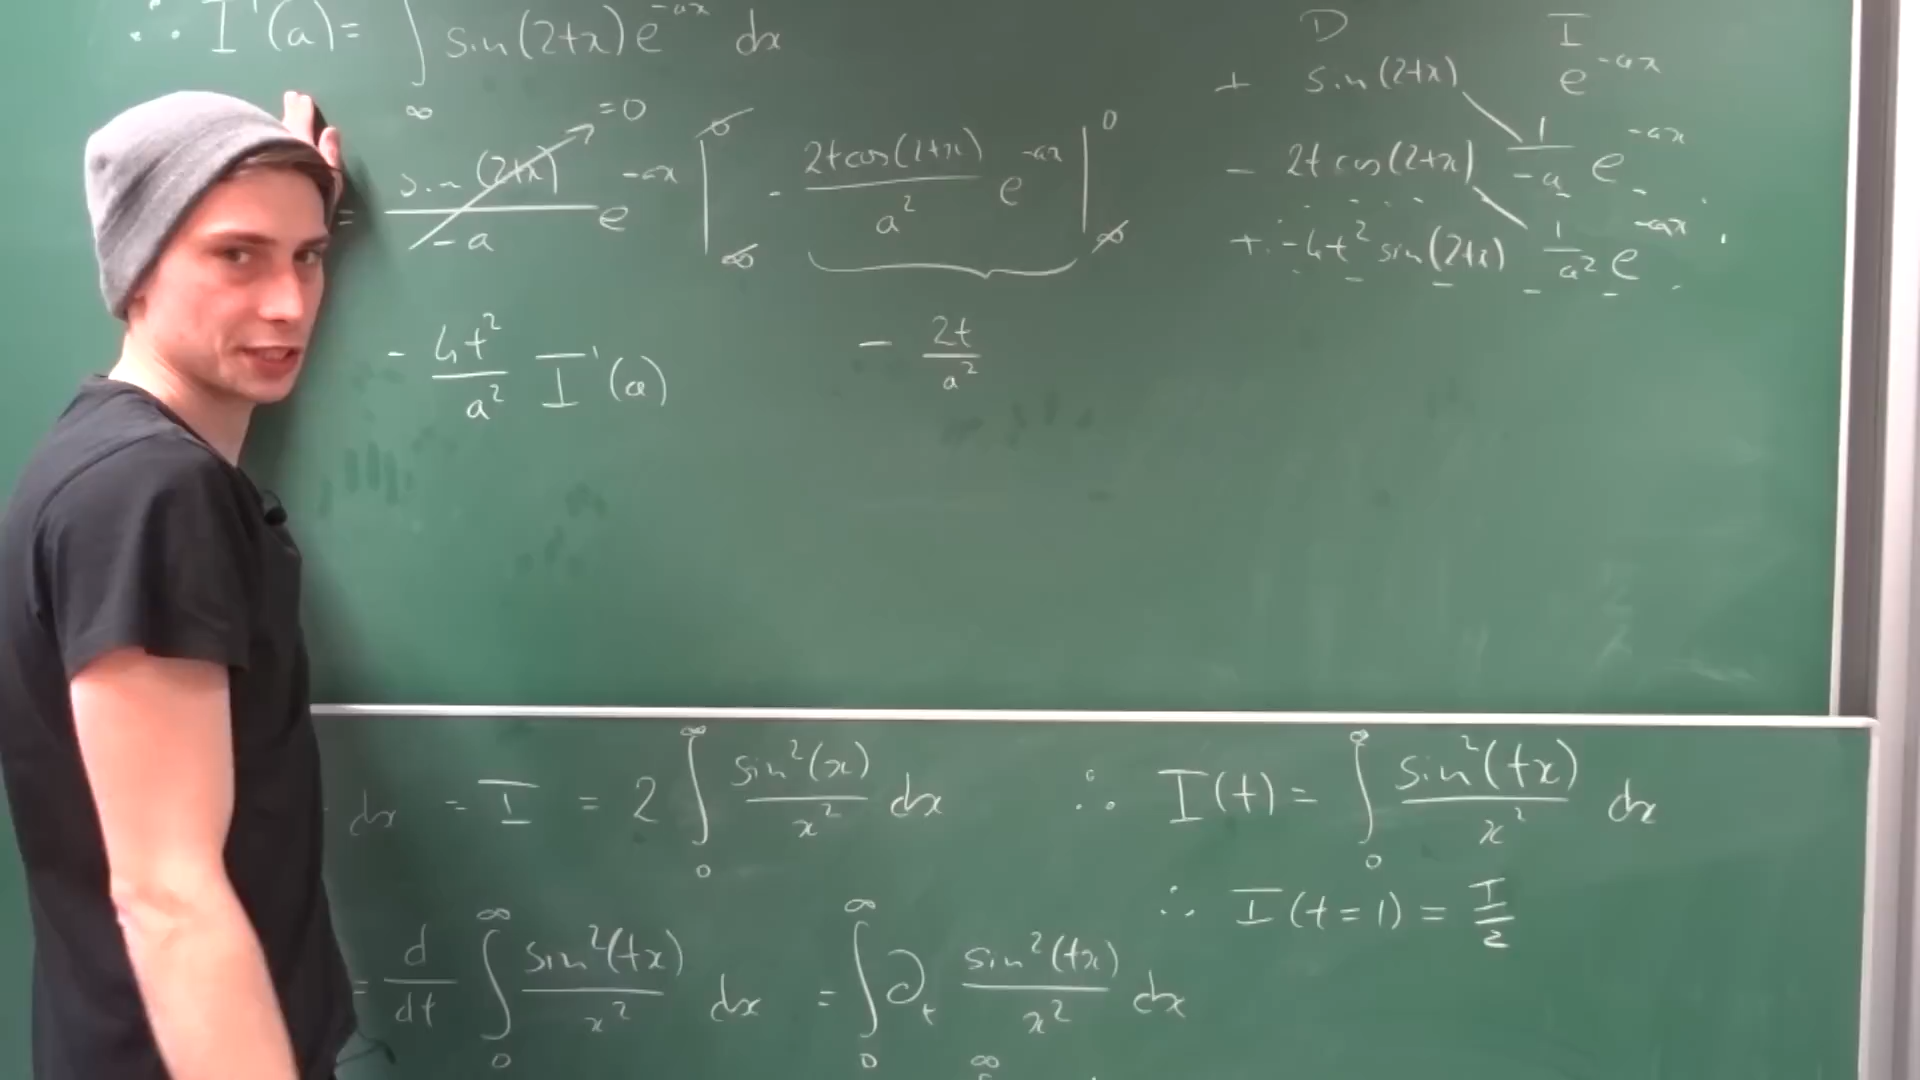 ∴ I'(a) = ∫ sin(2tx) e^{-ax} dx
∞
= sin(2tx) / -a e^{-ax} | = 0 0 ∞ - 2t cos(2tx) / a² e^{-ax} | 0 ∞
- 4t² / a² I'(a) - 2t / a²
D I
+ sin(2tx) e^{-ax}
- 2t cos(2tx) 1 / -a e^{-ax}
+ -4t² sin(2tx) 1 / a² e^{-ax}
dx = I = 2 ∫₀^∞ sin²(x) / x² dx ∴ I(t) = ∫₀^∞ sin²(tx) / x² dx
∴ I(t=1) = I / 2
= d / dt ∫₀^∞ sin²(tx) / x² dx = ∫₀^∞ ∂_t sin²(tx) / x² dx
∞